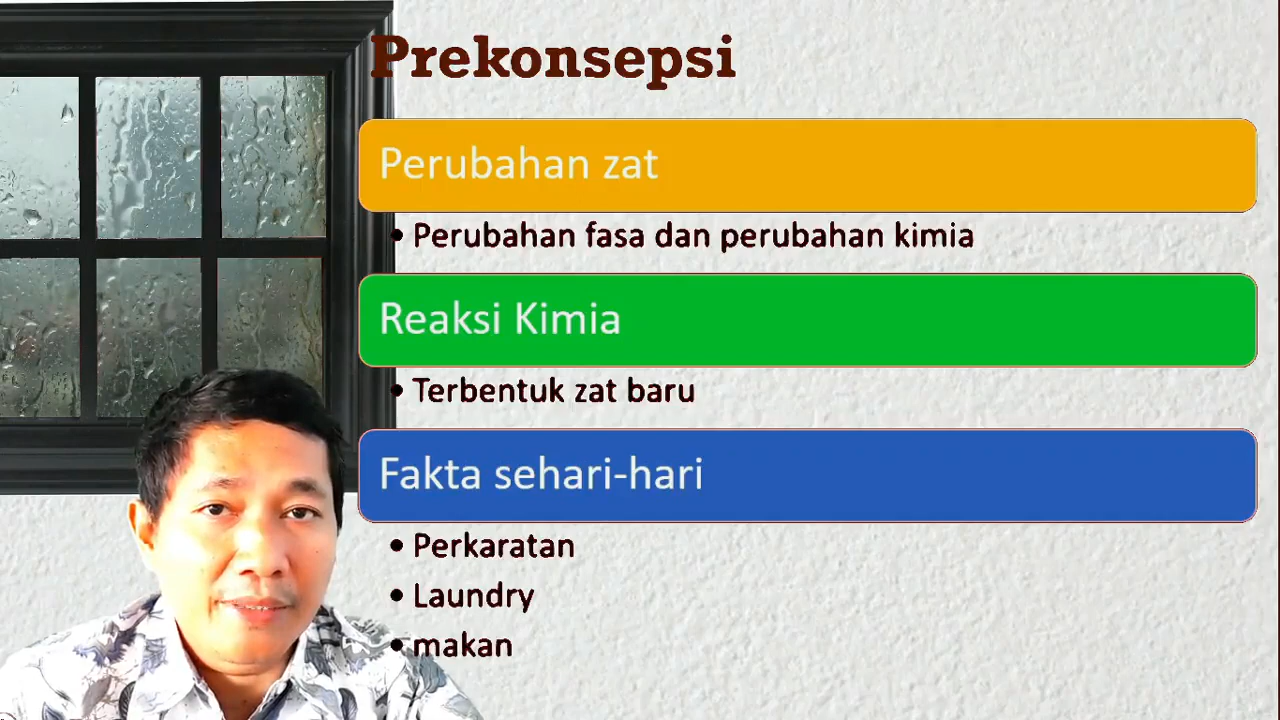 Prekonsepsi
Perubahan zat
• Perubahan fasa dan perubahan kimia
Reaksi Kimia
• Terbentuk zat baru
Fakta sehari-hari
• Perkaratan
• Laundry
• makan